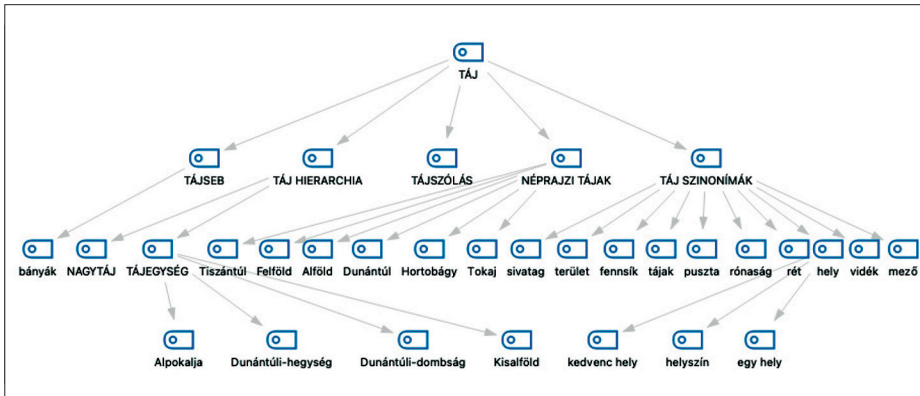 TÁJ
TÁJSEB TÁJ HIERARCHIA TÁJSZÓLÁS NÉPRAJZI TÁJAK TÁJ SZINONÍMÁK
bányák NAGYTÁJ TÁJEGYSÉG Tiszántúl Felföld Alföld Dunántúl Hortobágy Tokaj sivatag terület fennsík tájak puszta rónaság rét hely vidék mező
Alpokalja Dunántúli-hegység Dunántúli-dombság Kisalföld kedvenc hely helyszín egy hely